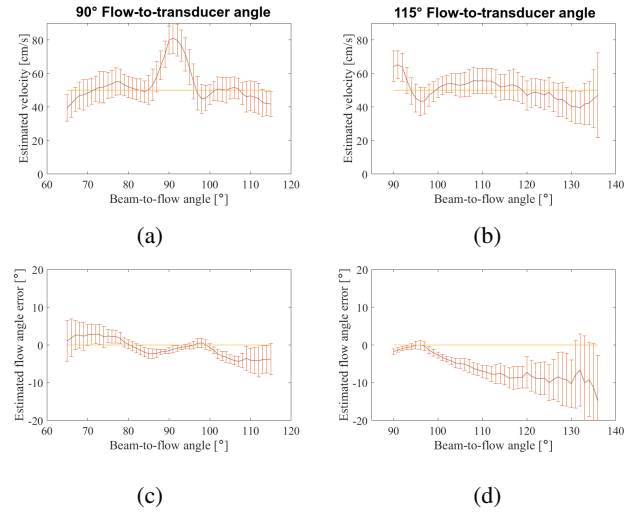 90° Flow-to-transducer angle
Estimated velocity [cm/s]
80
60
40
20
0
60 70 80 90 100 110 120
Beam-to-flow angle [°]
(a)
115° Flow-to-transducer angle
Estimated velocity [cm/s]
80
60
40
20
0
90 100 110 120 130 140
Beam-to-flow angle [°]
(b)
Estimated flow angle error [°]
20
10
0
-10
-20
60 70 80 90 100 110 120
Beam-to-flow angle [°]
(c)
Estimated flow angle error [°]
20
10
0
-10
-20
90 100 110 120 130 140
Beam-to-flow angle [°]
(d)